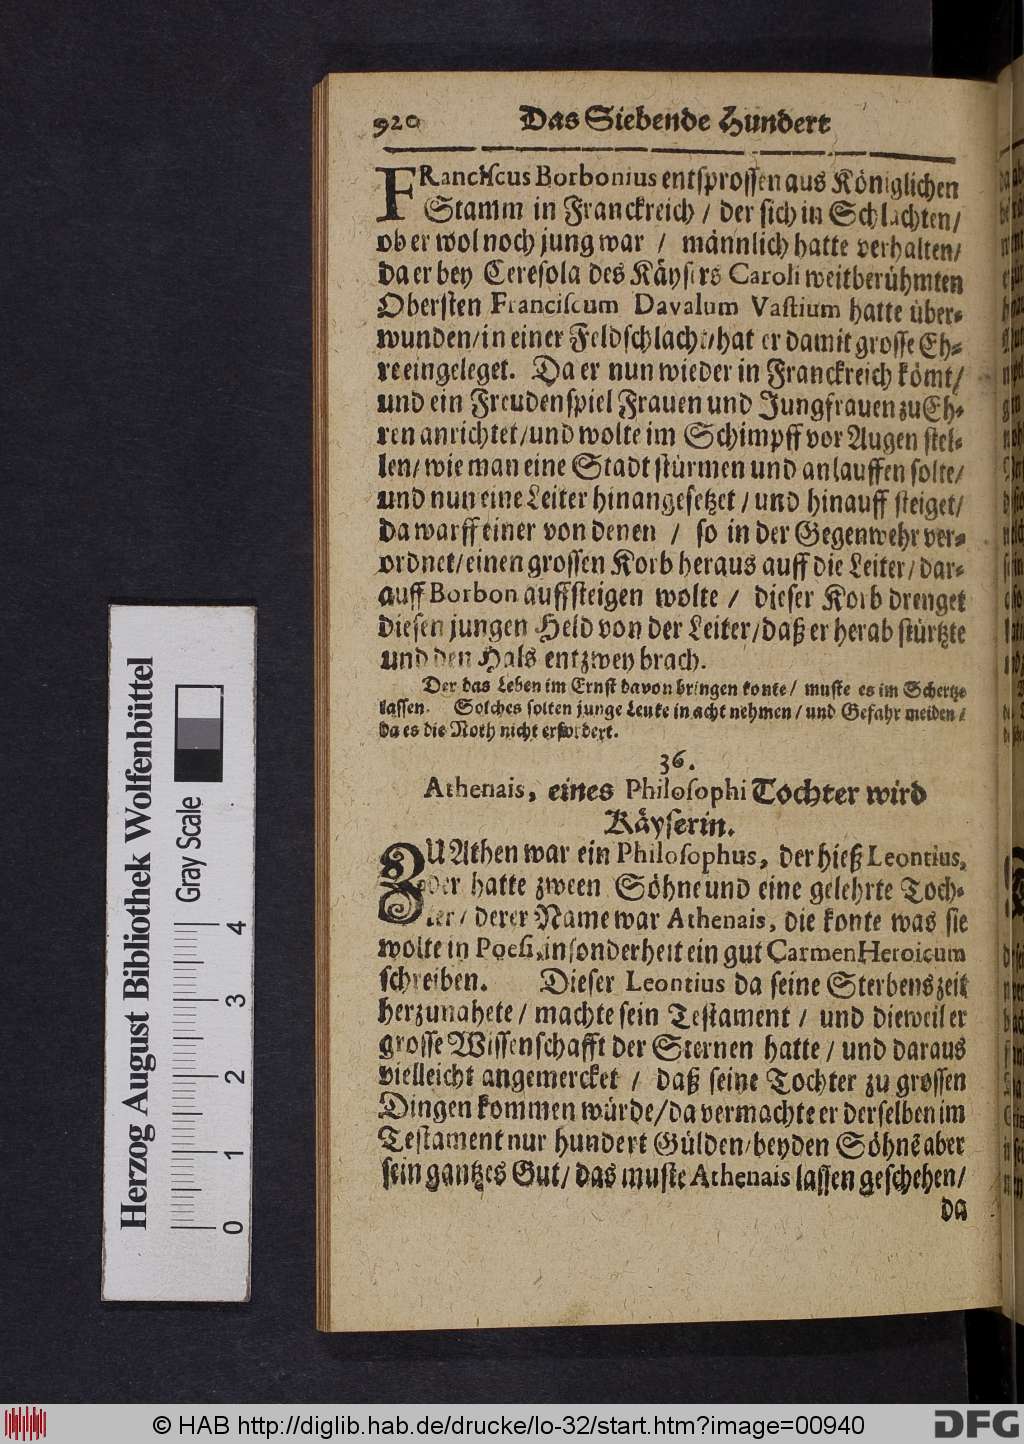 920 Das Siebende Hundert
FRanciſcus Borbonius entſproſſen aus Königlichen
Stamm in Franckreich / der ſich in Schlachten /
ob er wol noch jung war / männlich hatte verhalten /
da er bey Cereſola des Käyſers Caroli weitberühmten
Oberſten Franciſcum Davalum Vaſtium hatte über-
wunden / in einer Feldſchlacht / hat er damit groſſe Eh-
re eingeleget. Da er nun wieder in Franckreich kömt /
und ein Freudenſpiel Frauen und Jungfrauen zu Eh-
ren anrichtet / und wolte im Schimpff vor Augen ſtel-
len / wie man eine Stadt ſtürmen und anlauffen ſolte /
und nun eine Leiter hinangeſetzet / und hinauff ſteiget /
da warff einer von denen / ſo in der Gegenwehr ver-
ordnet / einen groſſen Korb heraus auff die Leiter / dar-
auff Borbon auffſteigen wolte / dieſer Korb drenget
dieſen jungen Held von der Leiter / daß er herab ſtürtzte
und den Hals entzwey brach.
Der das Leben im Ernſt davon bringen konte / muſte es im Schertze
laſſen. Solches ſolten junge Leute in acht nehmen / und Gefahr meiden /
da es die Noth nicht erfordert.
36.
Athenais, eines Philoſophi Tochter wird
Käyſerin.
ZU Athen war ein Philoſophus, der hieß Leontius,
der hatte zween Söhne und eine gelehrte Toch-
ter / derer Name war Athenais, die konte was ſie
wolte in Poeſi, inſonderheit ein gut Carmen Heroicum
ſchreiben. Dieſer Leontius da ſeine Sterbenszeit
herzunahete / machte ſein Teſtament / und dieweil er
groſſe Wiſſenſchafft der Sternen hatte / und daraus
vielleicht angemercket / daß ſeine Tochter zu groſſen
Dingen kommen würde / da vermachte er derſelben im
Teſtament nur hundert Gülden / beyden Söhnē aber
ſein gantzes Gut / das muſte Athenais laſſen geſchehen /
da
Herzog August Bibliothek Wolfenbüttel
Gray Scale
0 1 2 3 4
© HAB http://diglib.hab.de/drucke/lo-32/start.htm?image=00940
DFG